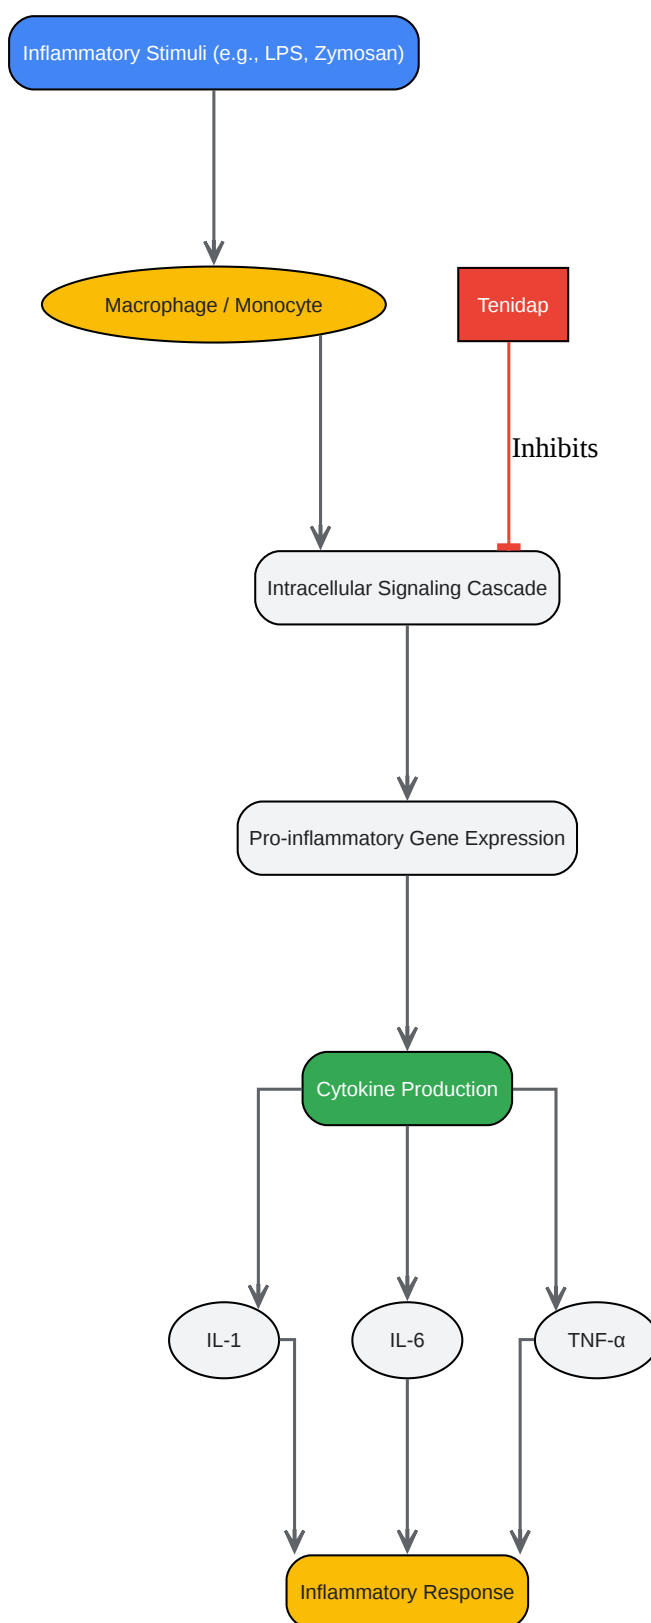 Inflammatory Stimuli (e.g., LPS, Zymosan)
Macrophage / Monocyte
Tenidap
Inhibits
Intracellular Signaling Cascade
Pro-inflammatory Gene Expression
Cytokine Production
IL-1
IL-6
TNF-α
Inflammatory Response